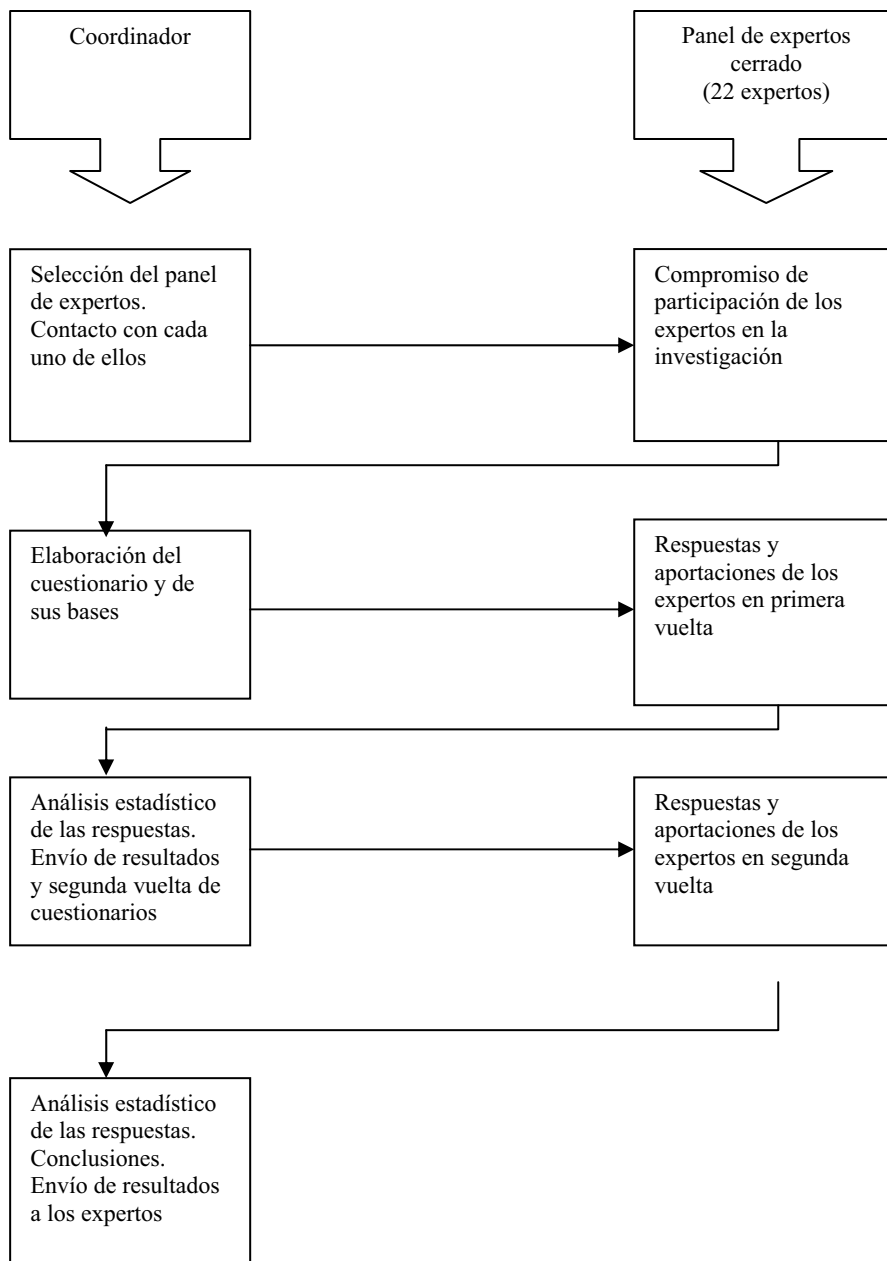 Coordinador
Panel de expertos
cerrado
(22 expertos)
Selección del panel
de expertos.
Contacto con cada
uno de ellos
Compromiso de
participación de los
expertos en la
investigación
Elaboración del
cuestionario y de
sus bases
Respuestas y
aportaciones de los
expertos en primera
vuelta
Análisis estadístico
de las respuestas.
Envío de resultados
y segunda vuelta de
cuestionarios
Respuestas y
aportaciones de los
expertos en segunda
vuelta
Análisis estadístico
de las respuestas.
Conclusiones.
Envío de resultados
a los expertos